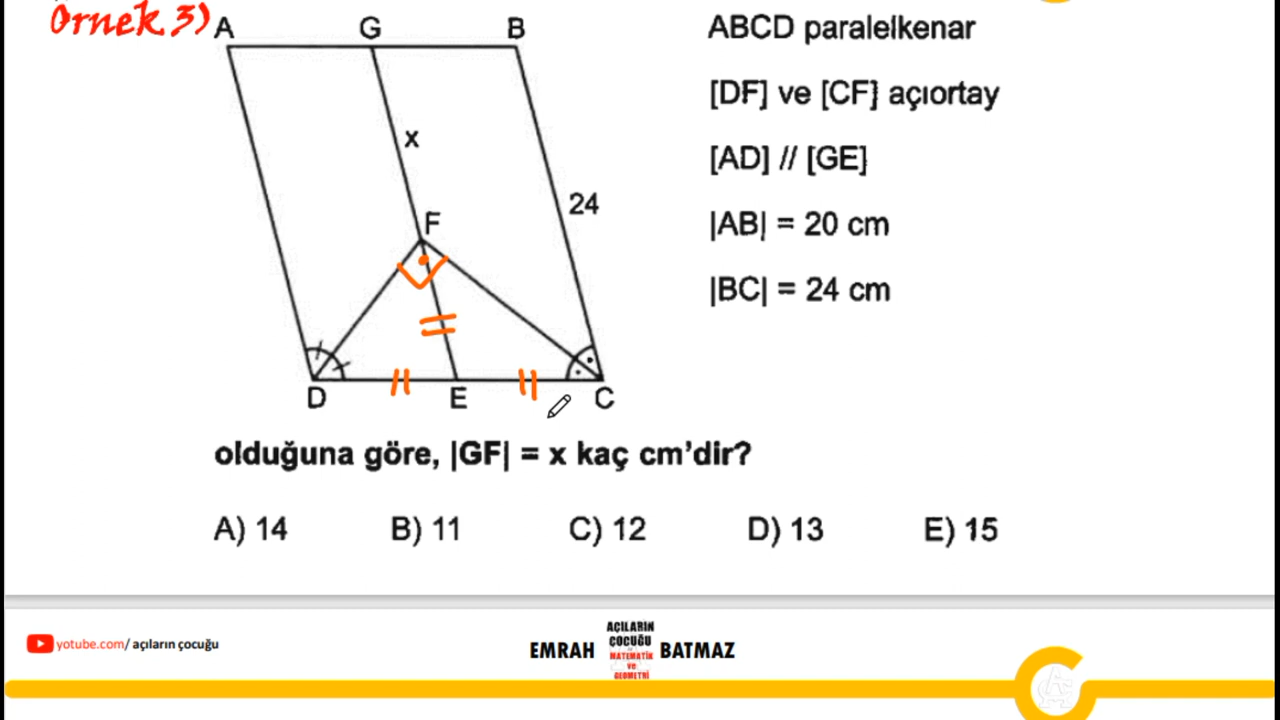 Örnek 3)
A G B
x
24
F
D E C
ABCD paralelkenar
[DF] ve [CF] açıortay
[AD] // [GE]
|AB| = 20 cm
|BC| = 24 cm
olduğuna göre, |GF| = x kaç cm'dir?
A) 14 B) 11 C) 12 D) 13 E) 15
yotube.com/ açıların çocuğu
EMRAH BATMAZ
AÇILARIN
ÇOCUĞU
MATEMATİK
ve
GEOMETRİ